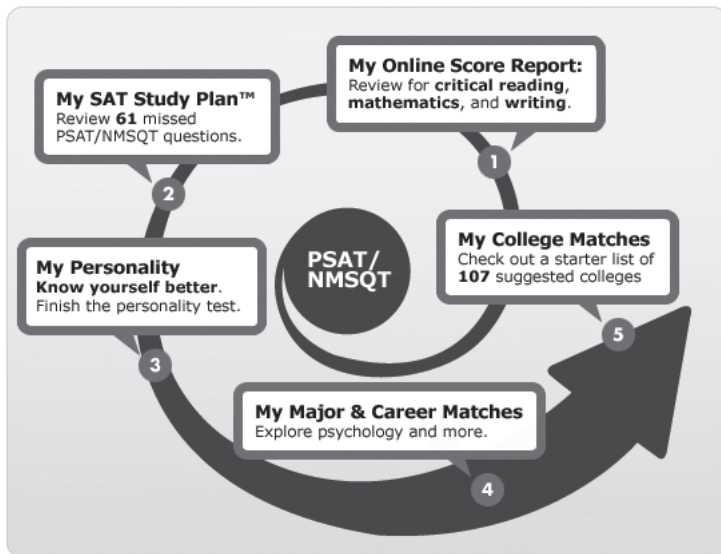 My Online Score Report:
Review for critical reading,
mathematics, and writing.
1
My SAT Study Plan™
Review 61 missed
PSAT/NMSQT questions.
2
My Personality
Know yourself better.
Finish the personality test.
3
PSAT/
NMSQT
My Major & Career Matches
Explore psychology and more.
4
My College Matches
Check out a starter list of
107 suggested colleges
5